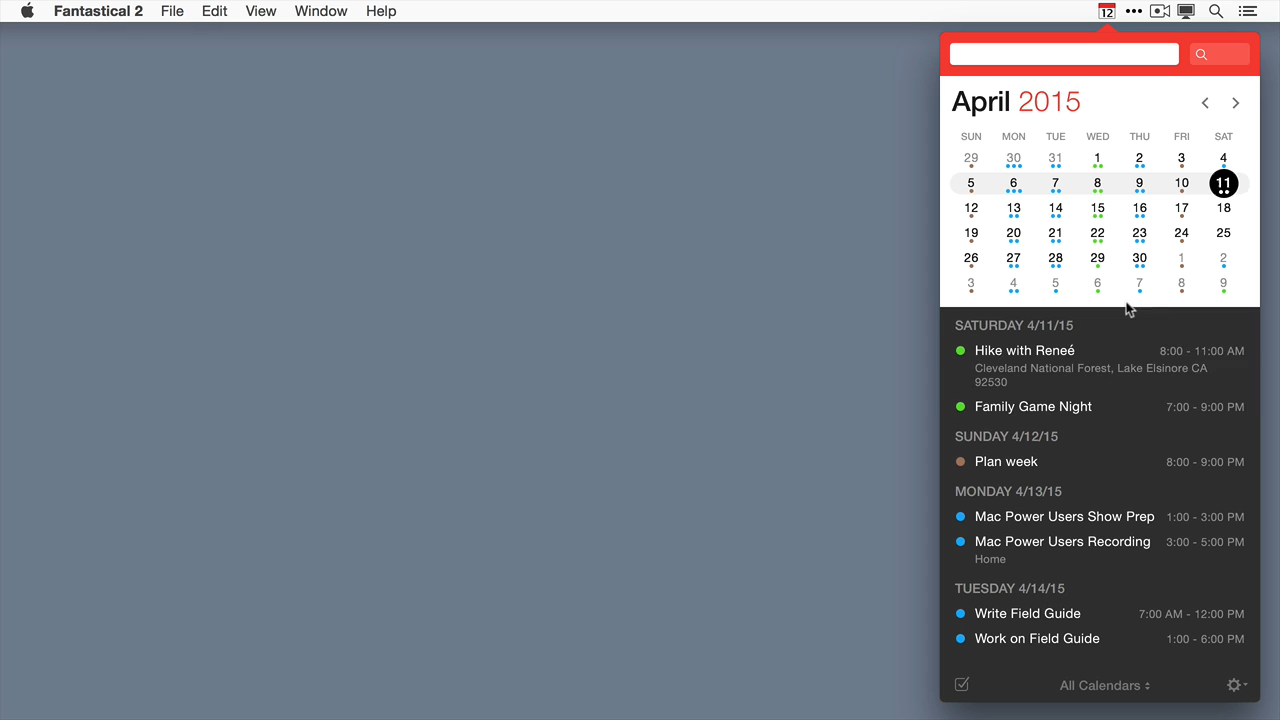 Fantastical 2 File Edit View Window Help 12
April 2015
SUN MON TUE WED THU FRI SAT
29 30 31 1 2 3 4
5 6 7 8 9 10 11
12 13 14 15 16 17 18
19 20 21 22 23 24 25
26 27 28 29 30 1 2
3 4 5 6 7 8 9
SATURDAY 4/11/15
Hike with Reneé 8:00 - 11:00 AM
Cleveland National Forest, Lake Elsinore CA
92530
Family Game Night 7:00 - 9:00 PM
SUNDAY 4/12/15
Plan week 8:00 - 9:00 PM
MONDAY 4/13/15
Mac Power Users Show Prep 1:00 - 3:00 PM
Mac Power Users Recording 3:00 - 5:00 PM
Home
TUESDAY 4/14/15
Write Field Guide 7:00 AM - 12:00 PM
Work on Field Guide 1:00 - 6:00 PM
All Calendars